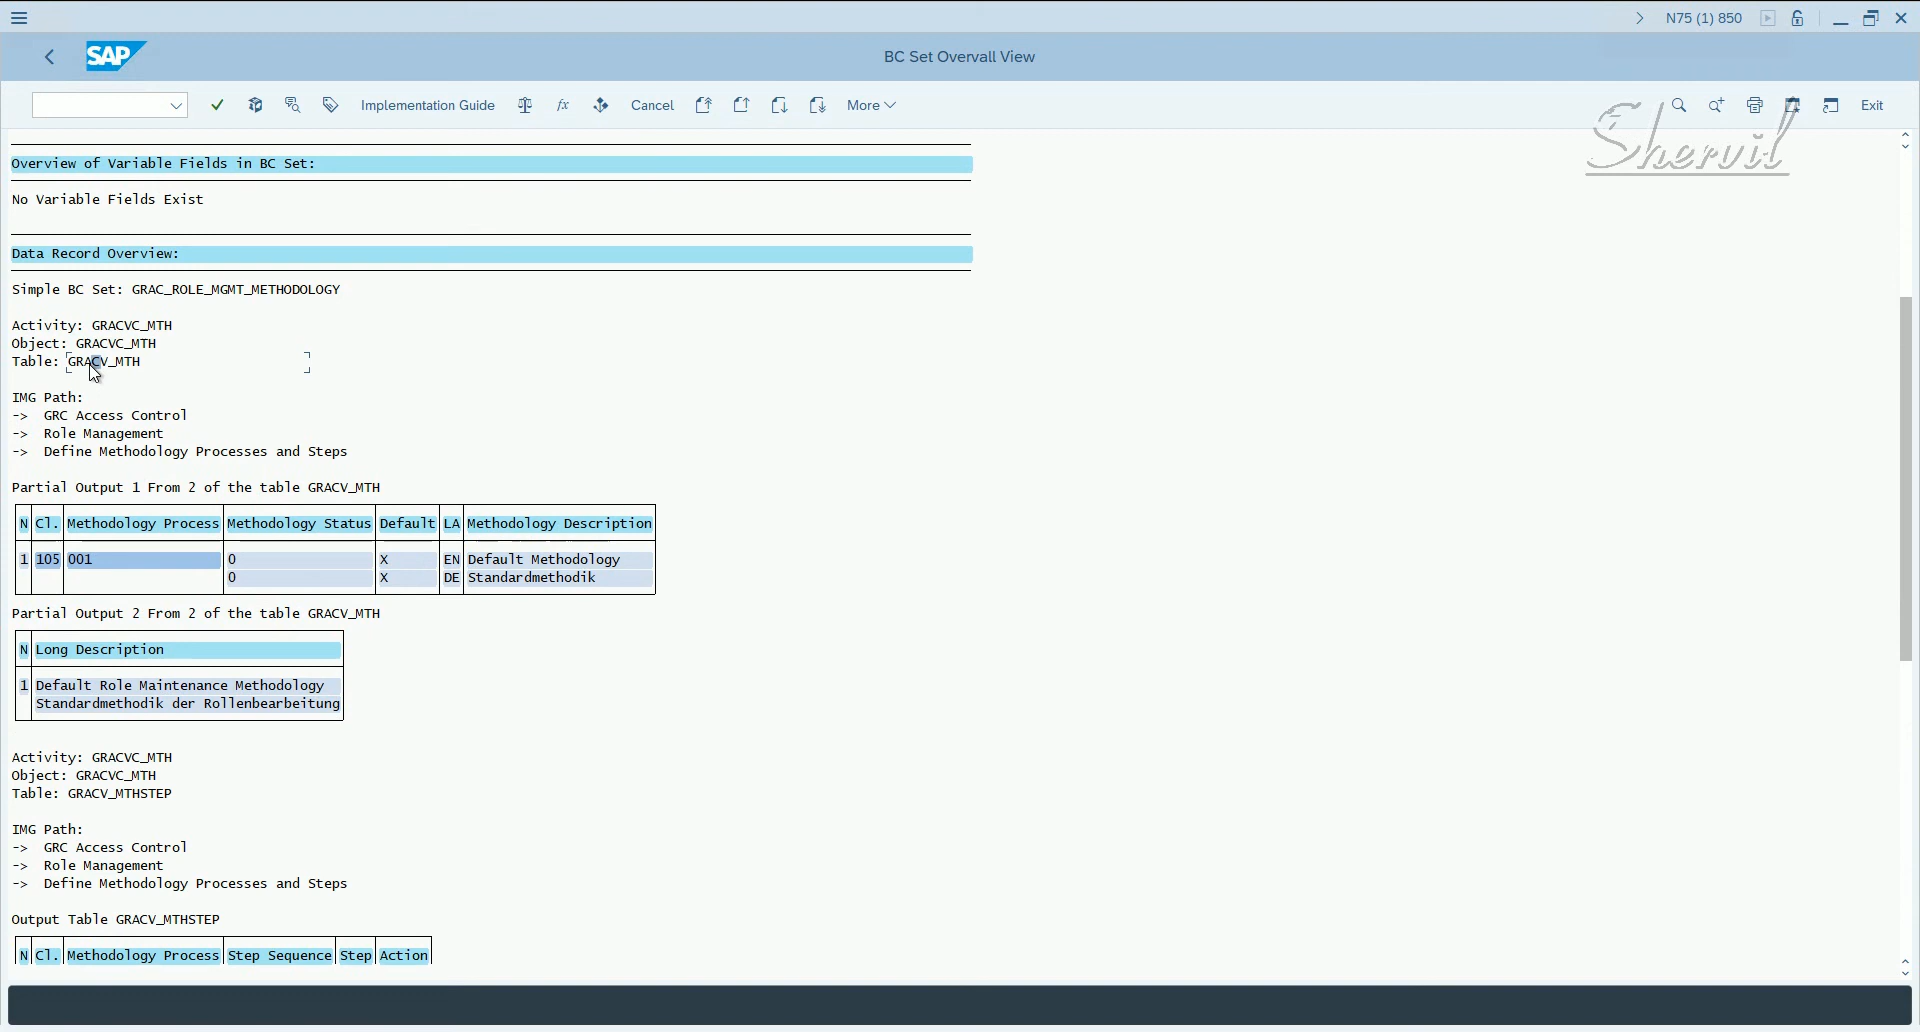 N75 (1) 850
SAP
BC Set Overvall View
Implementation Guide
Cancel
More
Exit
Shervil
Overview of Variable Fields in BC Set:
No Variable Fields Exist
Data Record Overview:
Simple BC Set: GRAC_ROLE_MGMT_METHODOLOGY
Activity: GRACVC_MTH
Object: GRACVC_MTH
Table: GRACV_MTH
IMG Path:
-> GRC Access Control
-> Role Management
-> Define Methodology Processes and Steps
Partial Output 1 From 2 of the table GRACV_MTH
N Cl. Methodology Process Methodology Status Default LA Methodology Description
1 105 001 0 X EN Default Methodology
0 X DE Standardmethodik
Partial Output 2 From 2 of the table GRACV_MTH
N Long Description
1 Default Role Maintenance Methodology
Standardmethodik der Rollenbearbeitung
Activity: GRACVC_MTH
Object: GRACVC_MTH
Table: GRACV_MTHSTEP
IMG Path:
-> GRC Access Control
-> Role Management
-> Define Methodology Processes and Steps
Output Table GRACV_MTHSTEP
N Cl. Methodology Process Step Sequence Step Action